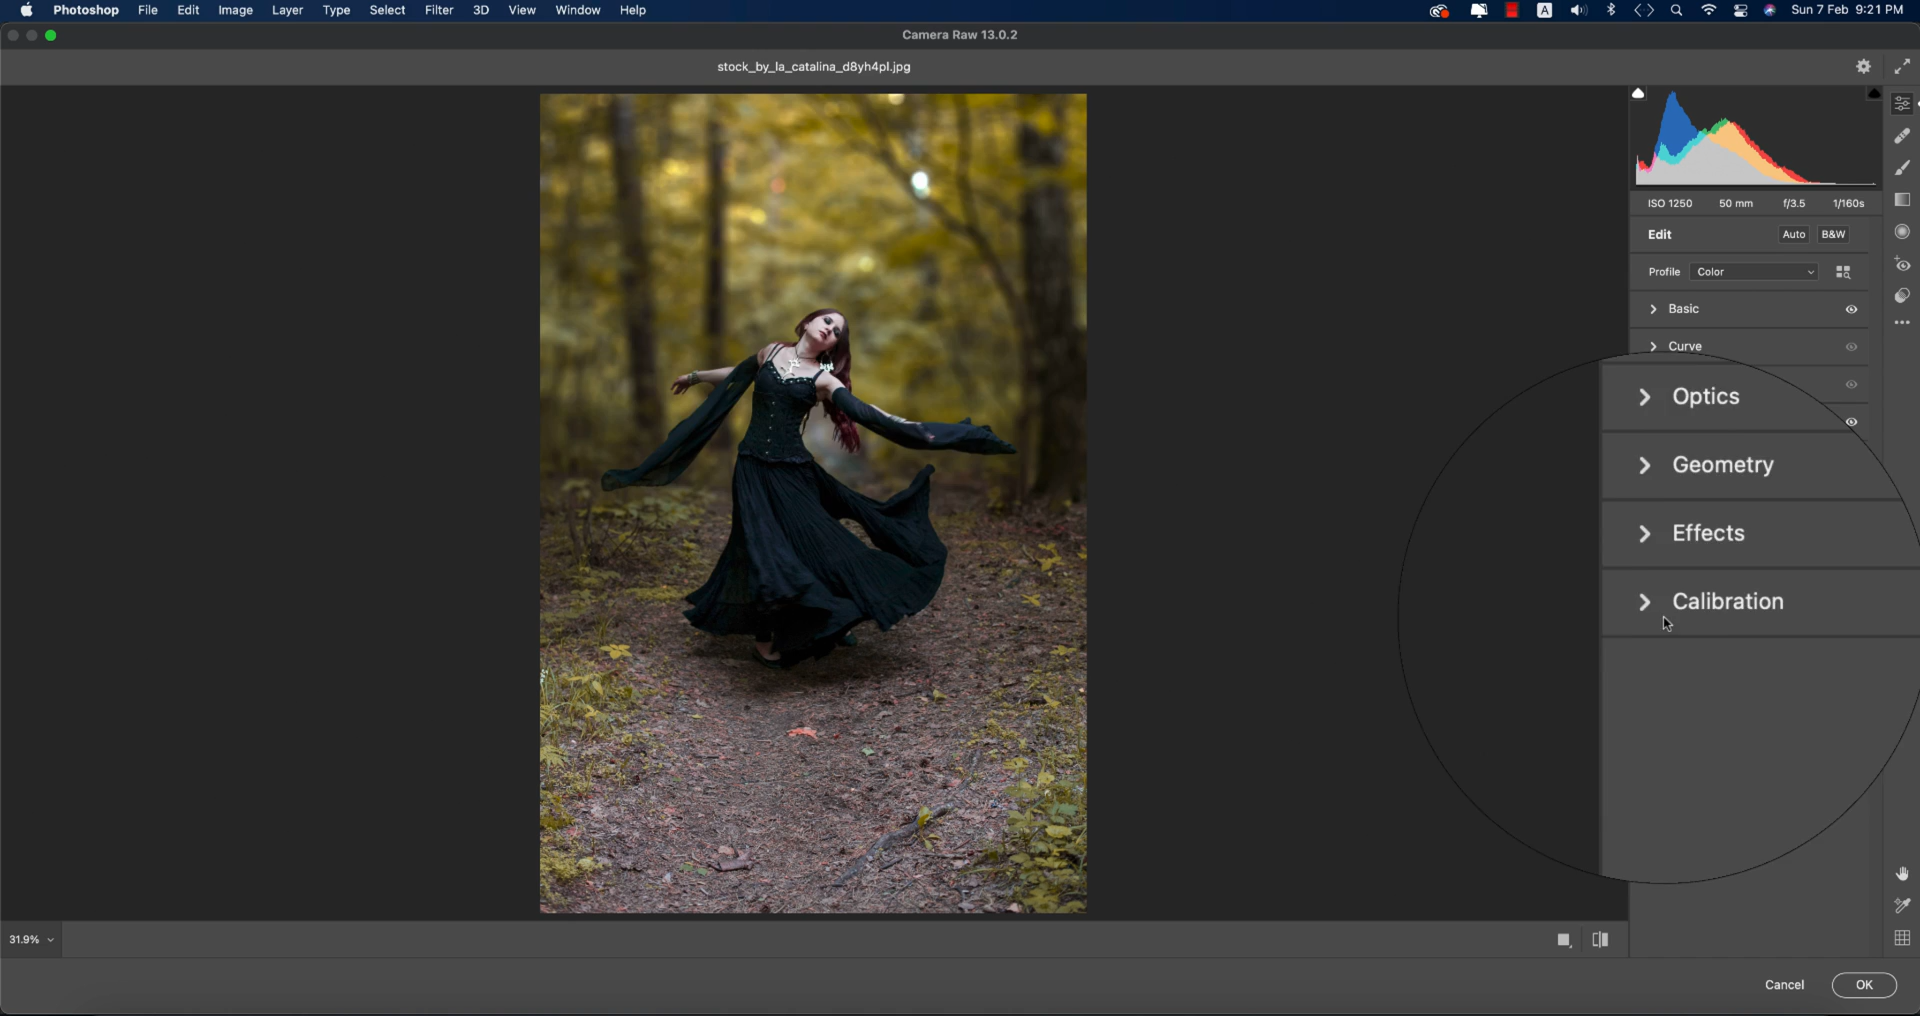 Photoshop File Edit Image Layer Type Select Filter 3D View Window Help A Sun 7 Feb 9:21 PM
Camera Raw 13.0.2
stock_by_la_catalina_d8yh4pl.jpg
ISO 1250 50 mm f/3.5 1/160s
Edit Auto B&W
Profile Color
Basic
Curve
Optics
Geometry
Effects
Calibration
31.9%
Cancel OK